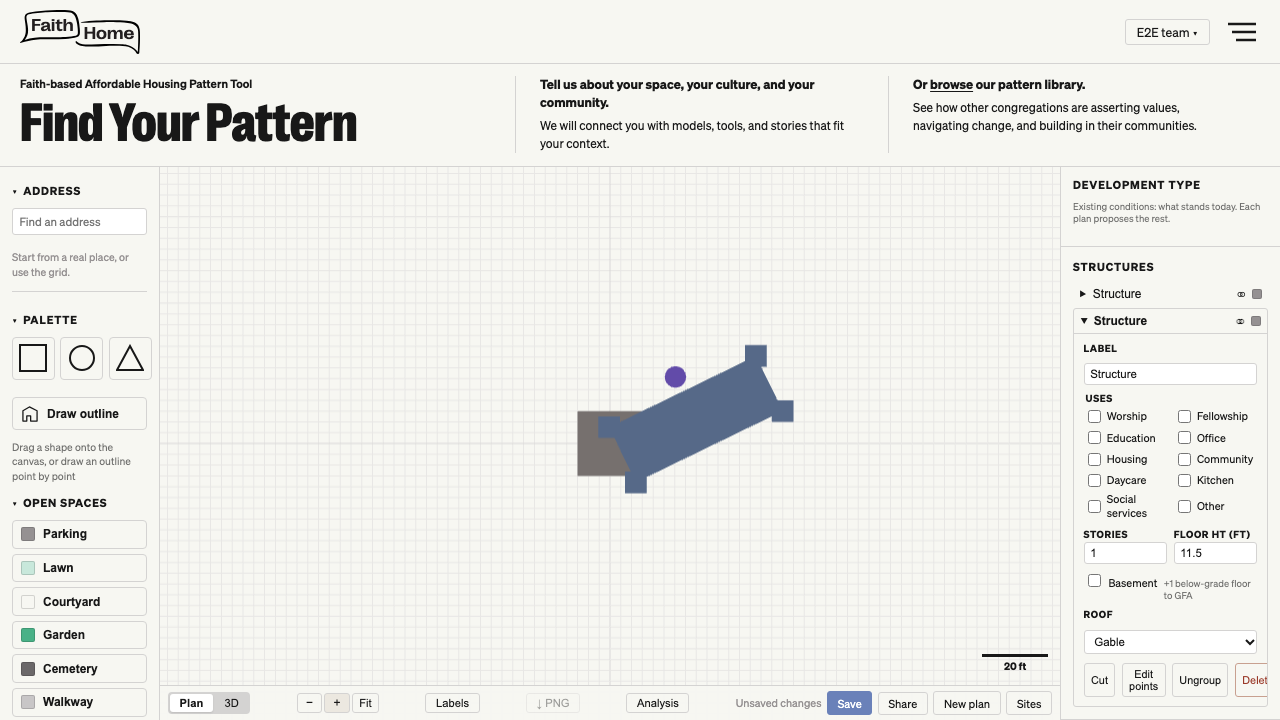 Faith
Home
E2E team ▾
Faith-based Affordable Housing Pattern Tool
Find Your Pattern
Tell us about your space, your culture, and your
community.
We will connect you with models, tools, and stories that fit
your context.
Or browse our pattern library.
See how other congregations are asserting values,
navigating change, and building in their communities.
ADDRESS
Find an address
Start from a real place, or
use the grid.
PALETTE
Draw outline
Drag a shape onto the
canvas, or draw an outline
point by point
OPEN SPACES
Parking
Lawn
Courtyard
Garden
Cemetery
Walkway
20 ft
Plan
3D
−
+
Fit
Labels
↓ PNG
Analysis
Unsaved changes
Save
Share
New plan
Sites
DEVELOPMENT TYPE
Existing conditions: what stands today. Each
plan proposes the rest.
STRUCTURES
Structure
Structure
LABEL
Structure
USES
Worship
Fellowship
Education
Office
Housing
Community
Daycare
Kitchen
Social
services
Other
STORIES
FLOOR HT (FT)
1
11.5
Basement
+1 below-grade floor
to GFA
ROOF
Gable
Cut
Edit
points
Ungroup
Delet